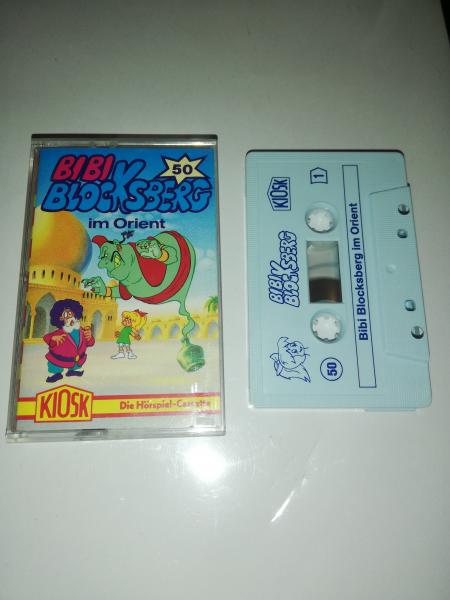 BIBI
BLOCKSBERG
50
im Orient
KIOSK
Die Hörspiel-Cassette
KIOSK
1
BIBI
BLOCKSBERG
Bibi Blocksberg im Orient
50